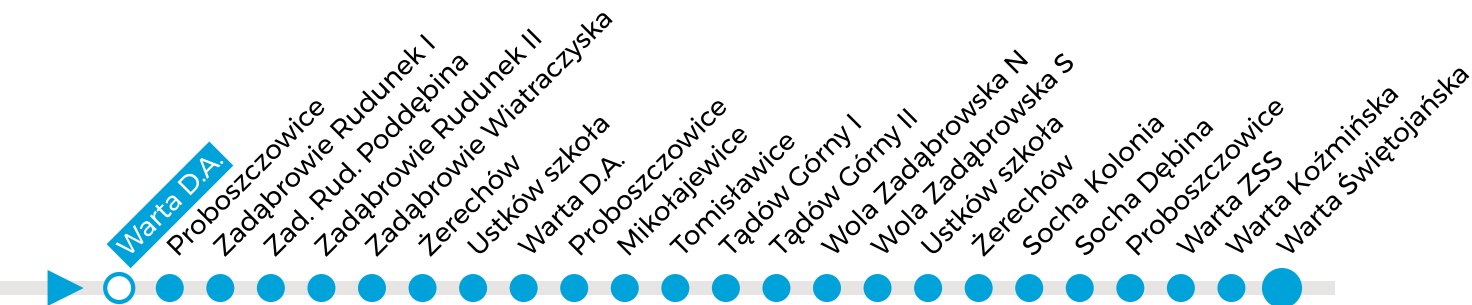 Warta D.A.
Proboszczowice
Zadąbrowie Rudunek I
Zad. Rud. Poddębina
Zadąbrowie Rudunek II
Zadąbrowie Wiatraczyska
Żerechów
Ustków szkoła
Warta D.A.
Proboszczowice
Mikołajewice
Tomisławice
Tądów Górny I
Tądów Górny II
Wola Zadąbrowska N
Wola Zadąbrowska S
Ustków szkoła
Żerechów
Socha Kolonia
Socha Dębina
Proboszczowice
Warta ZSS
Warta Koźmińska
Warta Świętojańska